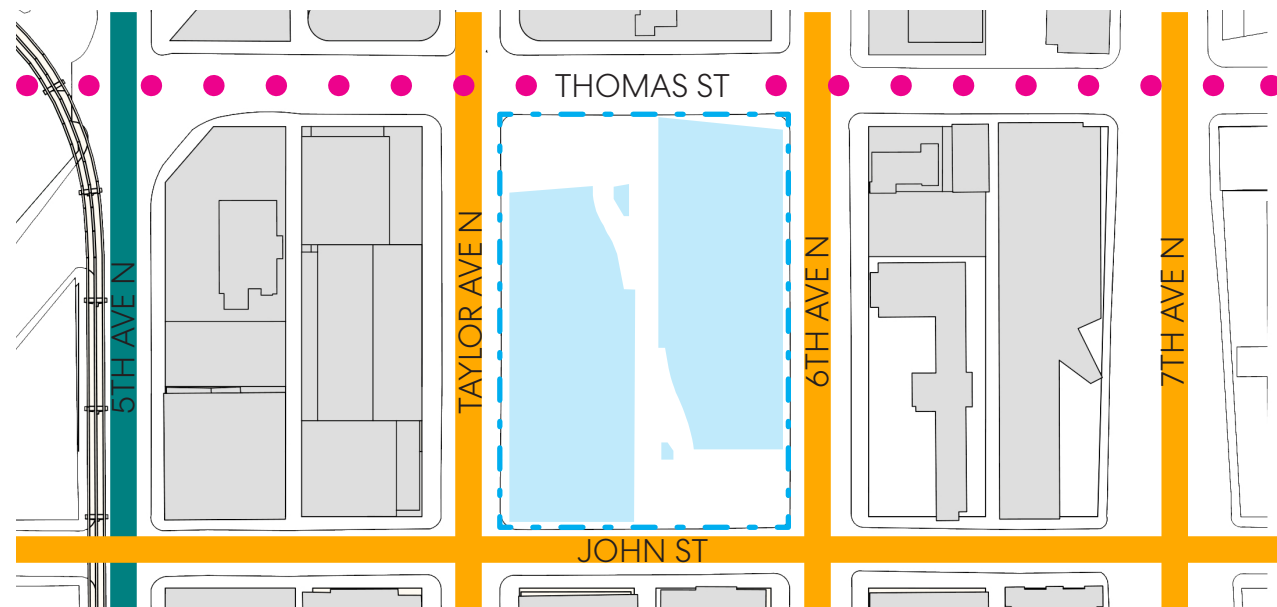 THOMAS ST
5TH AVE N
TAYLOR AVE N
6TH AVE N
7TH AVE N
JOHN ST